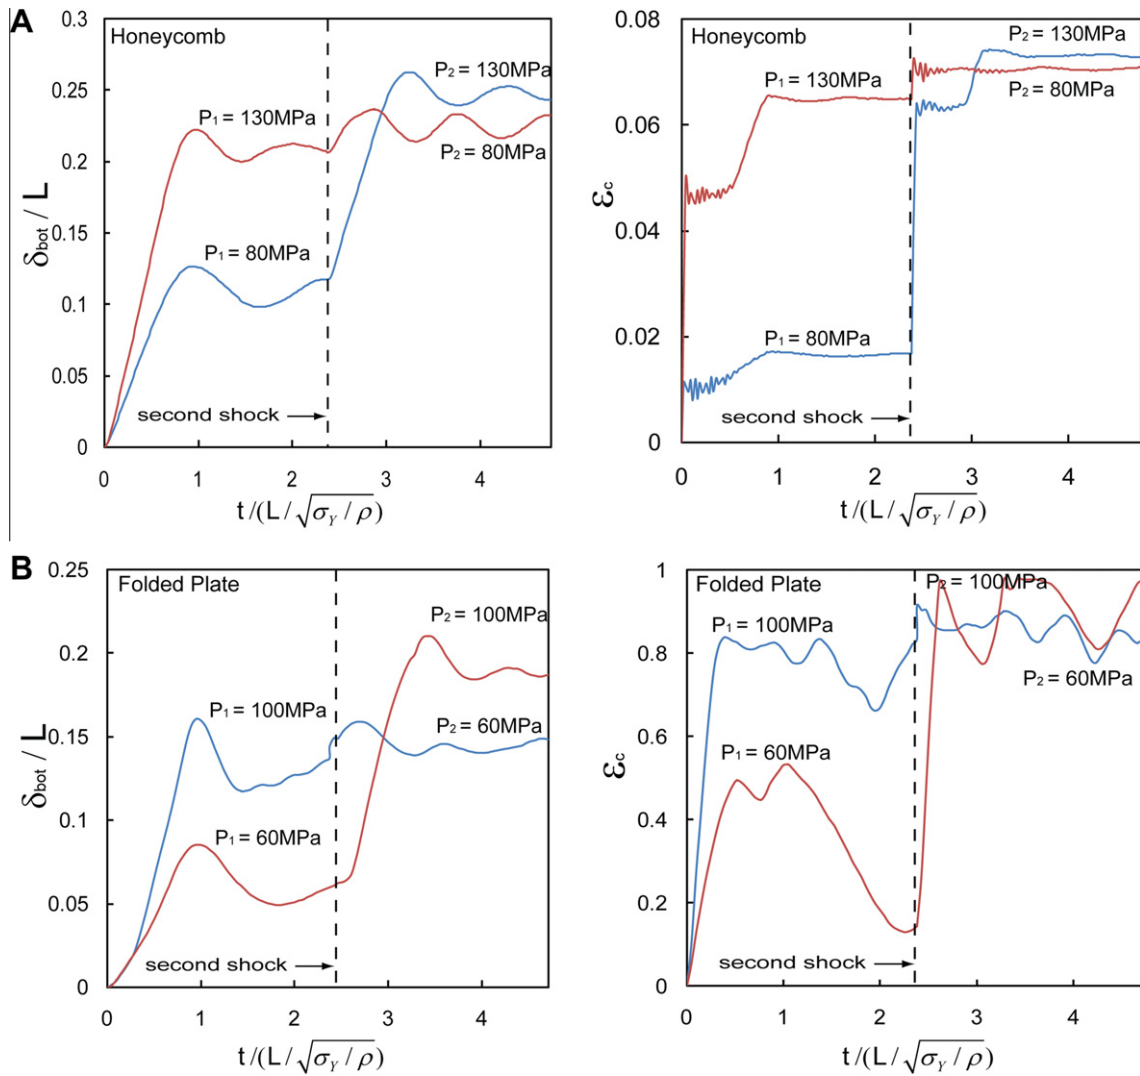 A
Honeycomb
0.3
0.25
0.2
0.15
0.1
0.05
0
δbot / L
P₁ = 130MPa
P₁ = 80MPa
P₂ = 130MPa
P₂ = 80MPa
second shock
0 1 2 3 4
t /(L / √σY / ρ)
Honeycomb
0.08
0.06
0.04
0.02
0
εc
P₁ = 130MPa
P₁ = 80MPa
P₂ = 130MPa
P₂ = 80MPa
second shock
0 1 2 3 4
t /(L / √σY / ρ)
B
Folded Plate
0.25
0.2
0.15
0.1
0.05
0
δbot / L
P₁ = 100MPa
P₁ = 60MPa
P₂ = 100MPa
P₂ = 60MPa
second shock
0 1 2 3 4
t /(L / √σY / ρ)
Folded Plate
1
0.8
0.6
0.4
0.2
0
εc
P₁ = 100MPa
P₁ = 60MPa
P₂ = 100MPa
P₂ = 60MPa
second shock
0 1 2 3 4
t /(L / √σY / ρ)